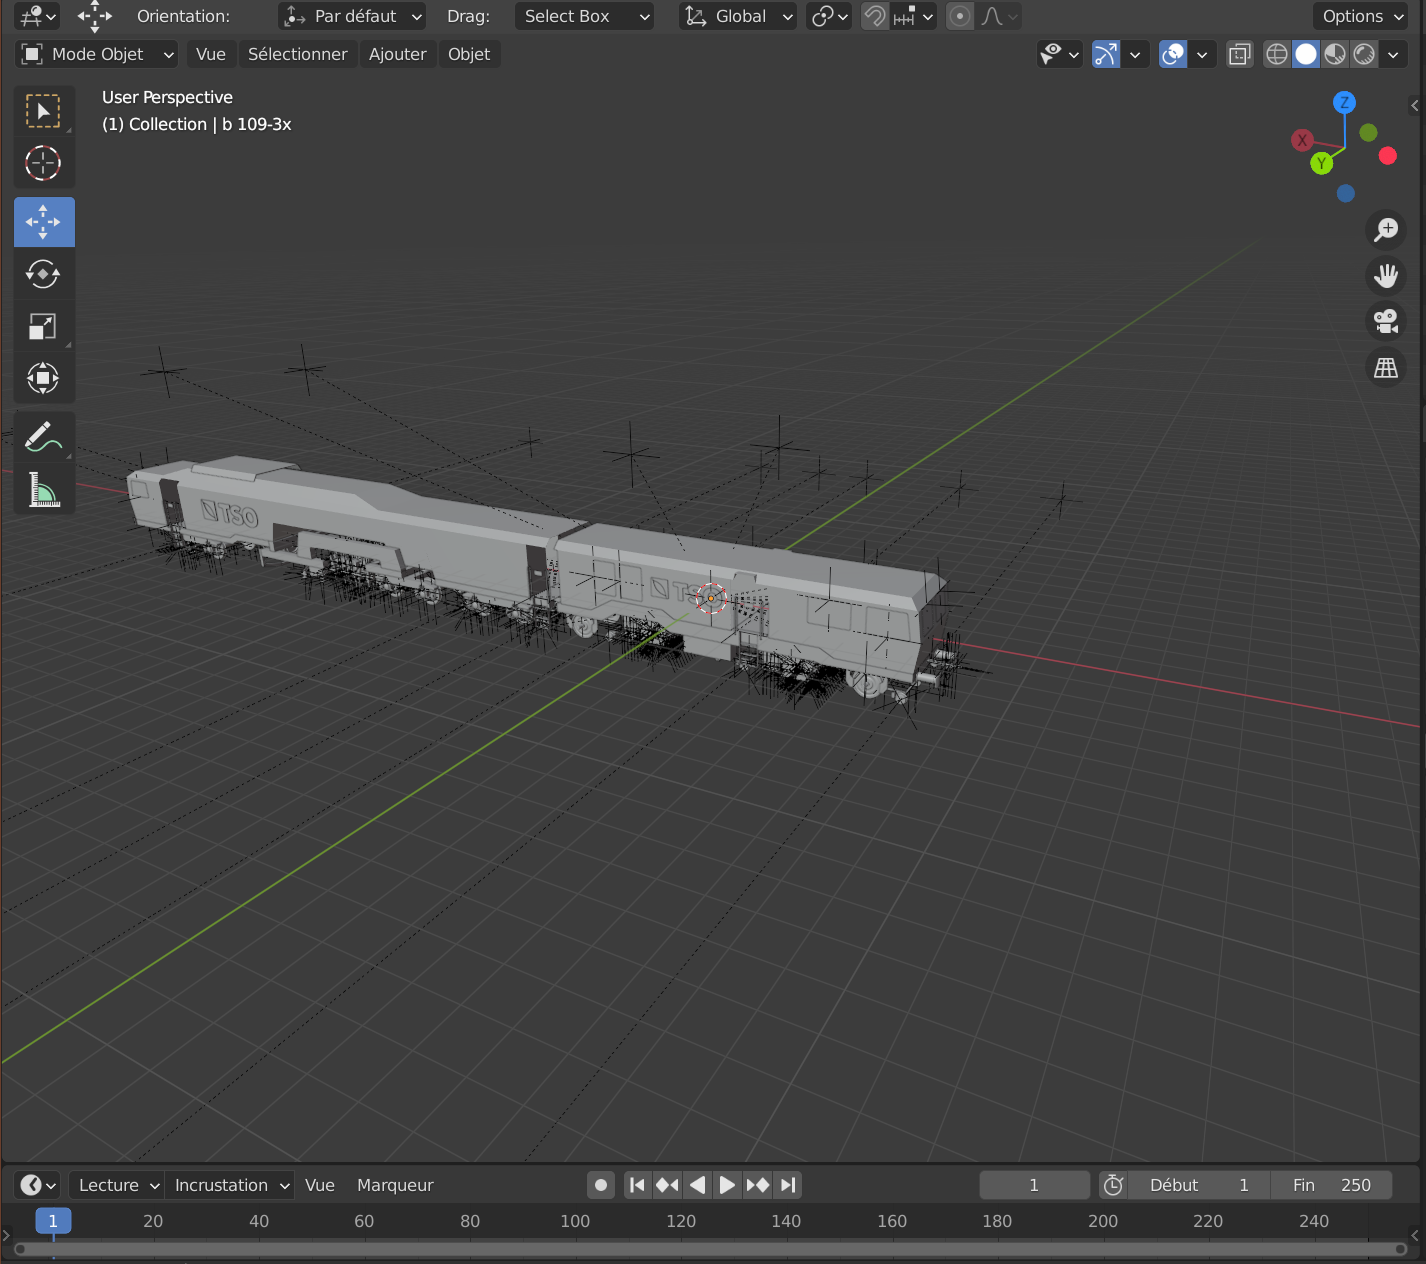 Orientation: Par défaut Drag: Select Box Global Options
Mode Objet Vue Sélectionner Ajouter Objet
User Perspective
(1) Collection | b 109-3x
Z
X
Y
TSO
TS
Lecture Incrustation Vue Marqueur 1 Début 1 Fin 250
1 20 40 60 80 100 120 140 160 180 200 220 240